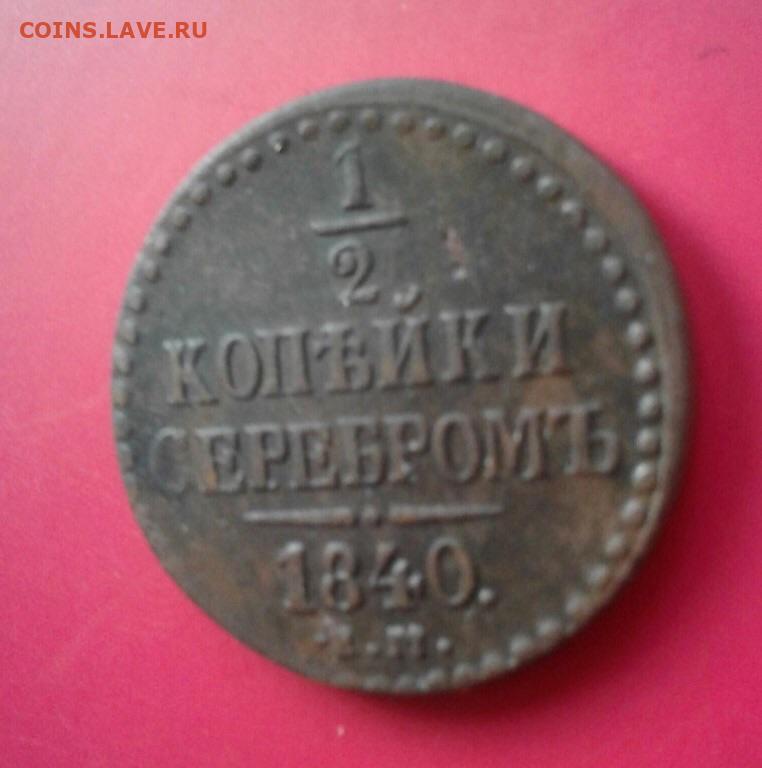 COINS.LAVE.RU
1
2
КОПѢЙКИ
СЕРЕБРОМЪ
1840.